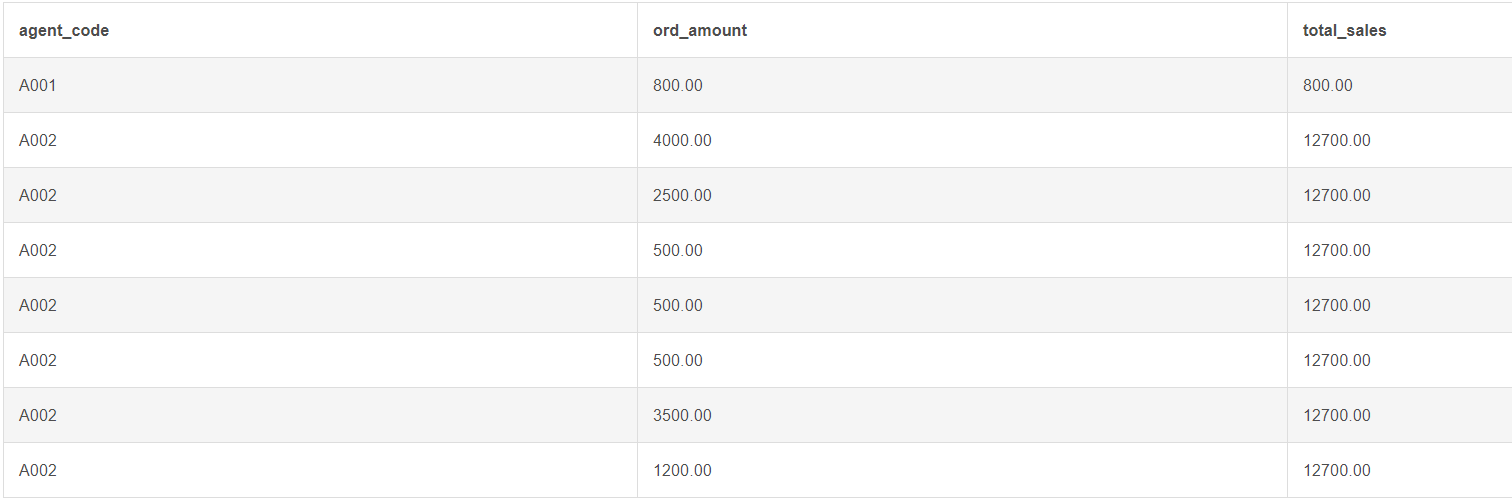 agent_code ord_amount total_sales
A001 800.00 800.00
A002 4000.00 12700.00
A002 2500.00 12700.00
A002 500.00 12700.00
A002 500.00 12700.00
A002 500.00 12700.00
A002 3500.00 12700.00
A002 1200.00 12700.00